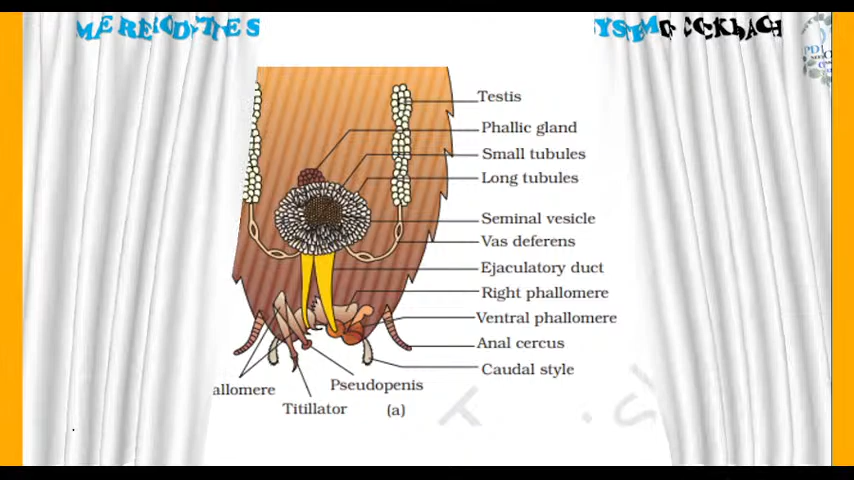 Testis
Phallic gland
Small tubules
Long tubules
Seminal vesicle
Vas deferens
Ejaculatory duct
Right phallomere
Ventral phallomere
Anal cercus
Caudal style
allomere
Pseudopenis
Titillator
(a)